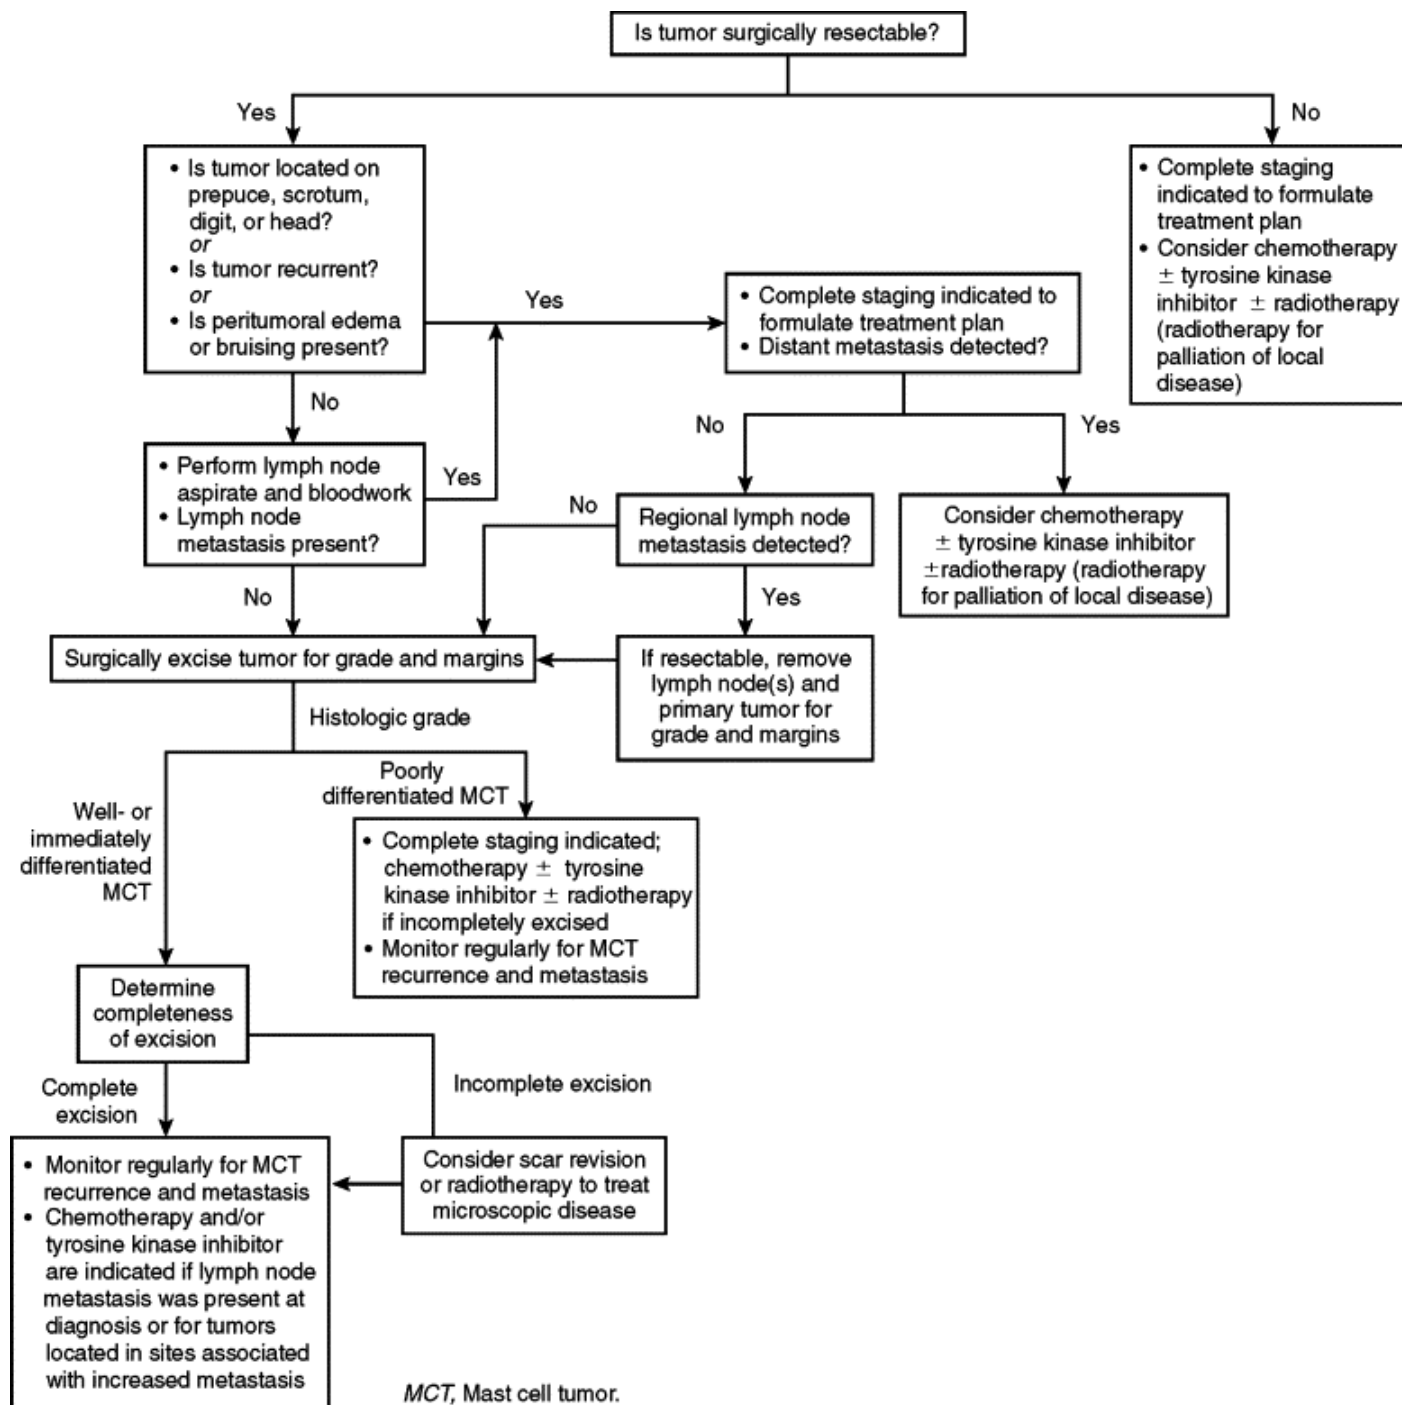 Is tumor surgically resectable?
Yes
No
• Is tumor located on
prepuce, scrotum,
digit, or head?
or
• Is tumor recurrent?
or
• Is peritumoral edema
or bruising present?
• Complete staging
indicated to formulate
treatment plan
• Consider chemotherapy
± tyrosine kinase
inhibitor ± radiotherapy
(radiotherapy for
palliation of local
disease)
Yes
• Complete staging indicated to
formulate treatment plan
• Distant metastasis detected?
No
No
Yes
• Perform lymph node
aspirate and bloodwork
• Lymph node
metastasis present?
Yes
No
Regional lymph node
metastasis detected?
Consider chemotherapy
± tyrosine kinase inhibitor
±radiotherapy (radiotherapy
for palliation of local disease)
No
Yes
Surgically excise tumor for grade and margins
If resectable, remove
lymph node(s) and
primary tumor for
grade and margins
Histologic grade
Poorly
differentiated MCT
Well- or
immediately
differentiated
MCT
• Complete staging indicated;
chemotherapy ± tyrosine
kinase inhibitor ± radiotherapy
if incompletely excised
• Monitor regularly for MCT
recurrence and metastasis
Determine
completeness
of excision
Complete
excision
Incomplete excision
• Monitor regularly for MCT
recurrence and metastasis
• Chemotherapy and/or
tyrosine kinase inhibitor
are indicated if lymph node
metastasis was present at
diagnosis or for tumors
located in sites associated
with increased metastasis
Consider scar revision
or radiotherapy to treat
microscopic disease
MCT, Mast cell tumor.